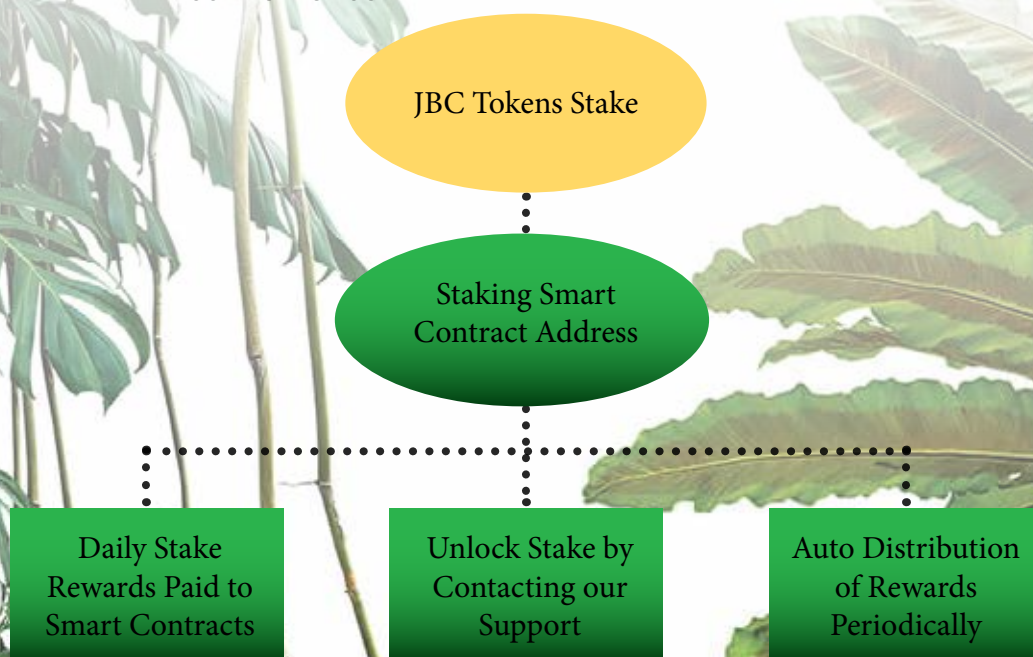 JBC Tokens Stake
Staking Smart
Contract Address
Daily Stake
Rewards Paid to
Smart Contracts
Unlock Stake by
Contacting our
Support
Auto Distribution
of Rewards
Periodically